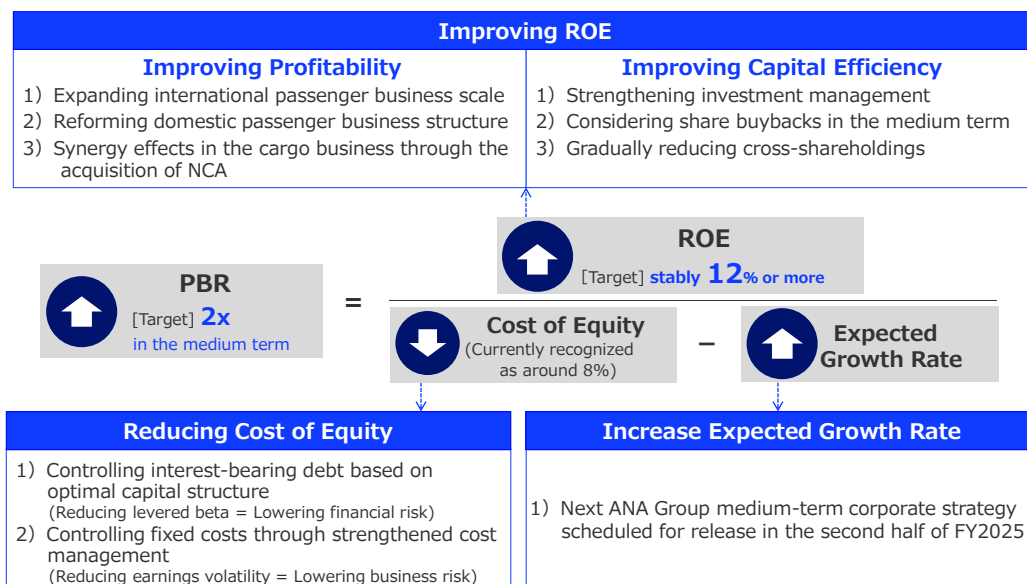 Improving ROE
Improving Profitability
1) Expanding international passenger business scale
2) Reforming domestic passenger business structure
3) Synergy effects in the cargo business through the
acquisition of NCA
Improving Capital Efficiency
1) Strengthening investment management
2) Considering share buybacks in the medium term
3) Gradually reducing cross-shareholdings
PBR
[Target] 2x
in the medium term
=
ROE
[Target] stably 12% or more
Cost of Equity
(Currently recognized
as around 8%)
−
Expected
Growth Rate
Reducing Cost of Equity
1) Controlling interest-bearing debt based on
optimal capital structure
(Reducing levered beta = Lowering financial risk)
2) Controlling fixed costs through strengthened cost
management
(Reducing earnings volatility = Lowering business risk)
Increase Expected Growth Rate
1) Next ANA Group medium-term corporate strategy
scheduled for release in the second half of FY2025